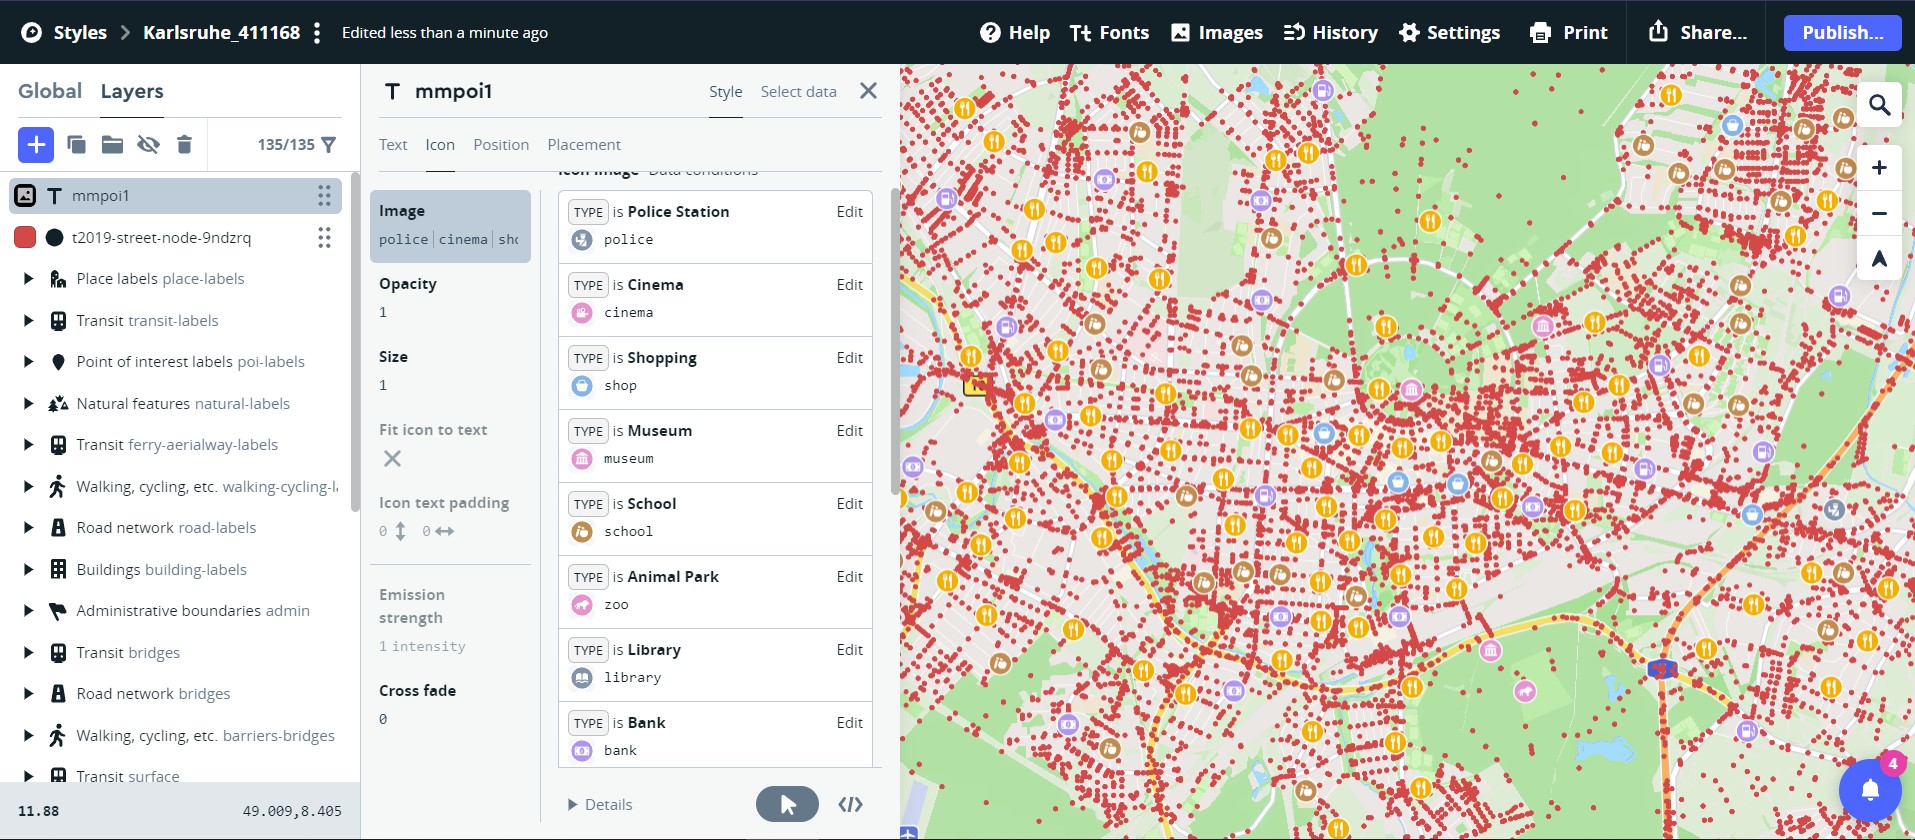 Styles > Karlsruhe_411168 Edited less than a minute ago Help Fonts Images History Settings Print Share... Publish...
Global Layers
135/135
mmpoi1
t2019-street-node-9ndzrq
Place labels place-labels
Transit transit-labels
Point of interest labels poi-labels
Natural features natural-labels
Transit ferry-aerialway-labels
Walking, cycling, etc. walking-cycling-la
Road network road-labels
Buildings building-labels
Administrative boundaries admin
Transit bridges
Road network bridges
Walking, cycling, etc. barriers-bridges
Transit surface
11.88 49.009,8.405
T mmpoi1 Style Select data
Text Icon Position Placement
Image
police cinema sho
Opacity
1
Size
1
Fit icon to text
Icon text padding
0 0
Emission
strength
1 intensity
Cross fade
0
Icon image Data conditions
TYPE is Police Station Edit
police
TYPE is Cinema Edit
cinema
TYPE is Shopping Edit
shop
TYPE is Museum Edit
museum
TYPE is School Edit
school
TYPE is Animal Park Edit
zoo
TYPE is Library Edit
library
TYPE is Bank Edit
bank
Details
4